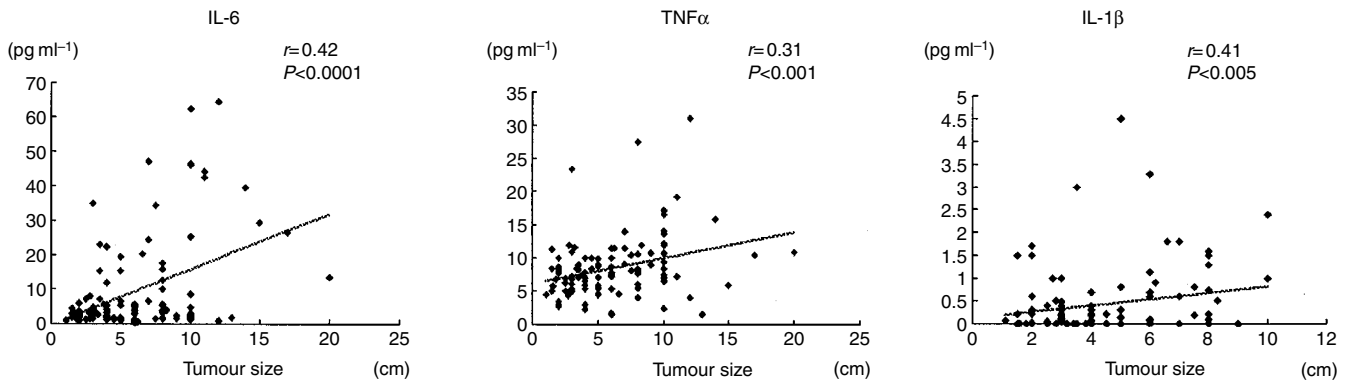 IL-6
(pg ml⁻¹)
r=0.42
P<0.0001
70
60
50
40
30
20
10
0
0 5 10 15 20 25
Tumour size (cm)
TNFα
(pg ml⁻¹)
r=0.31
P<0.001
35
30
25
20
15
10
5
0
0 5 10 15 20 25
Tumour size (cm)
IL-1β
(pg ml⁻¹)
r=0.41
P<0.005
5
4.5
4
3.5
3
2.5
2
1.5
1
0.5
0
0 2 4 6 8 10 12
Tumour size (cm)